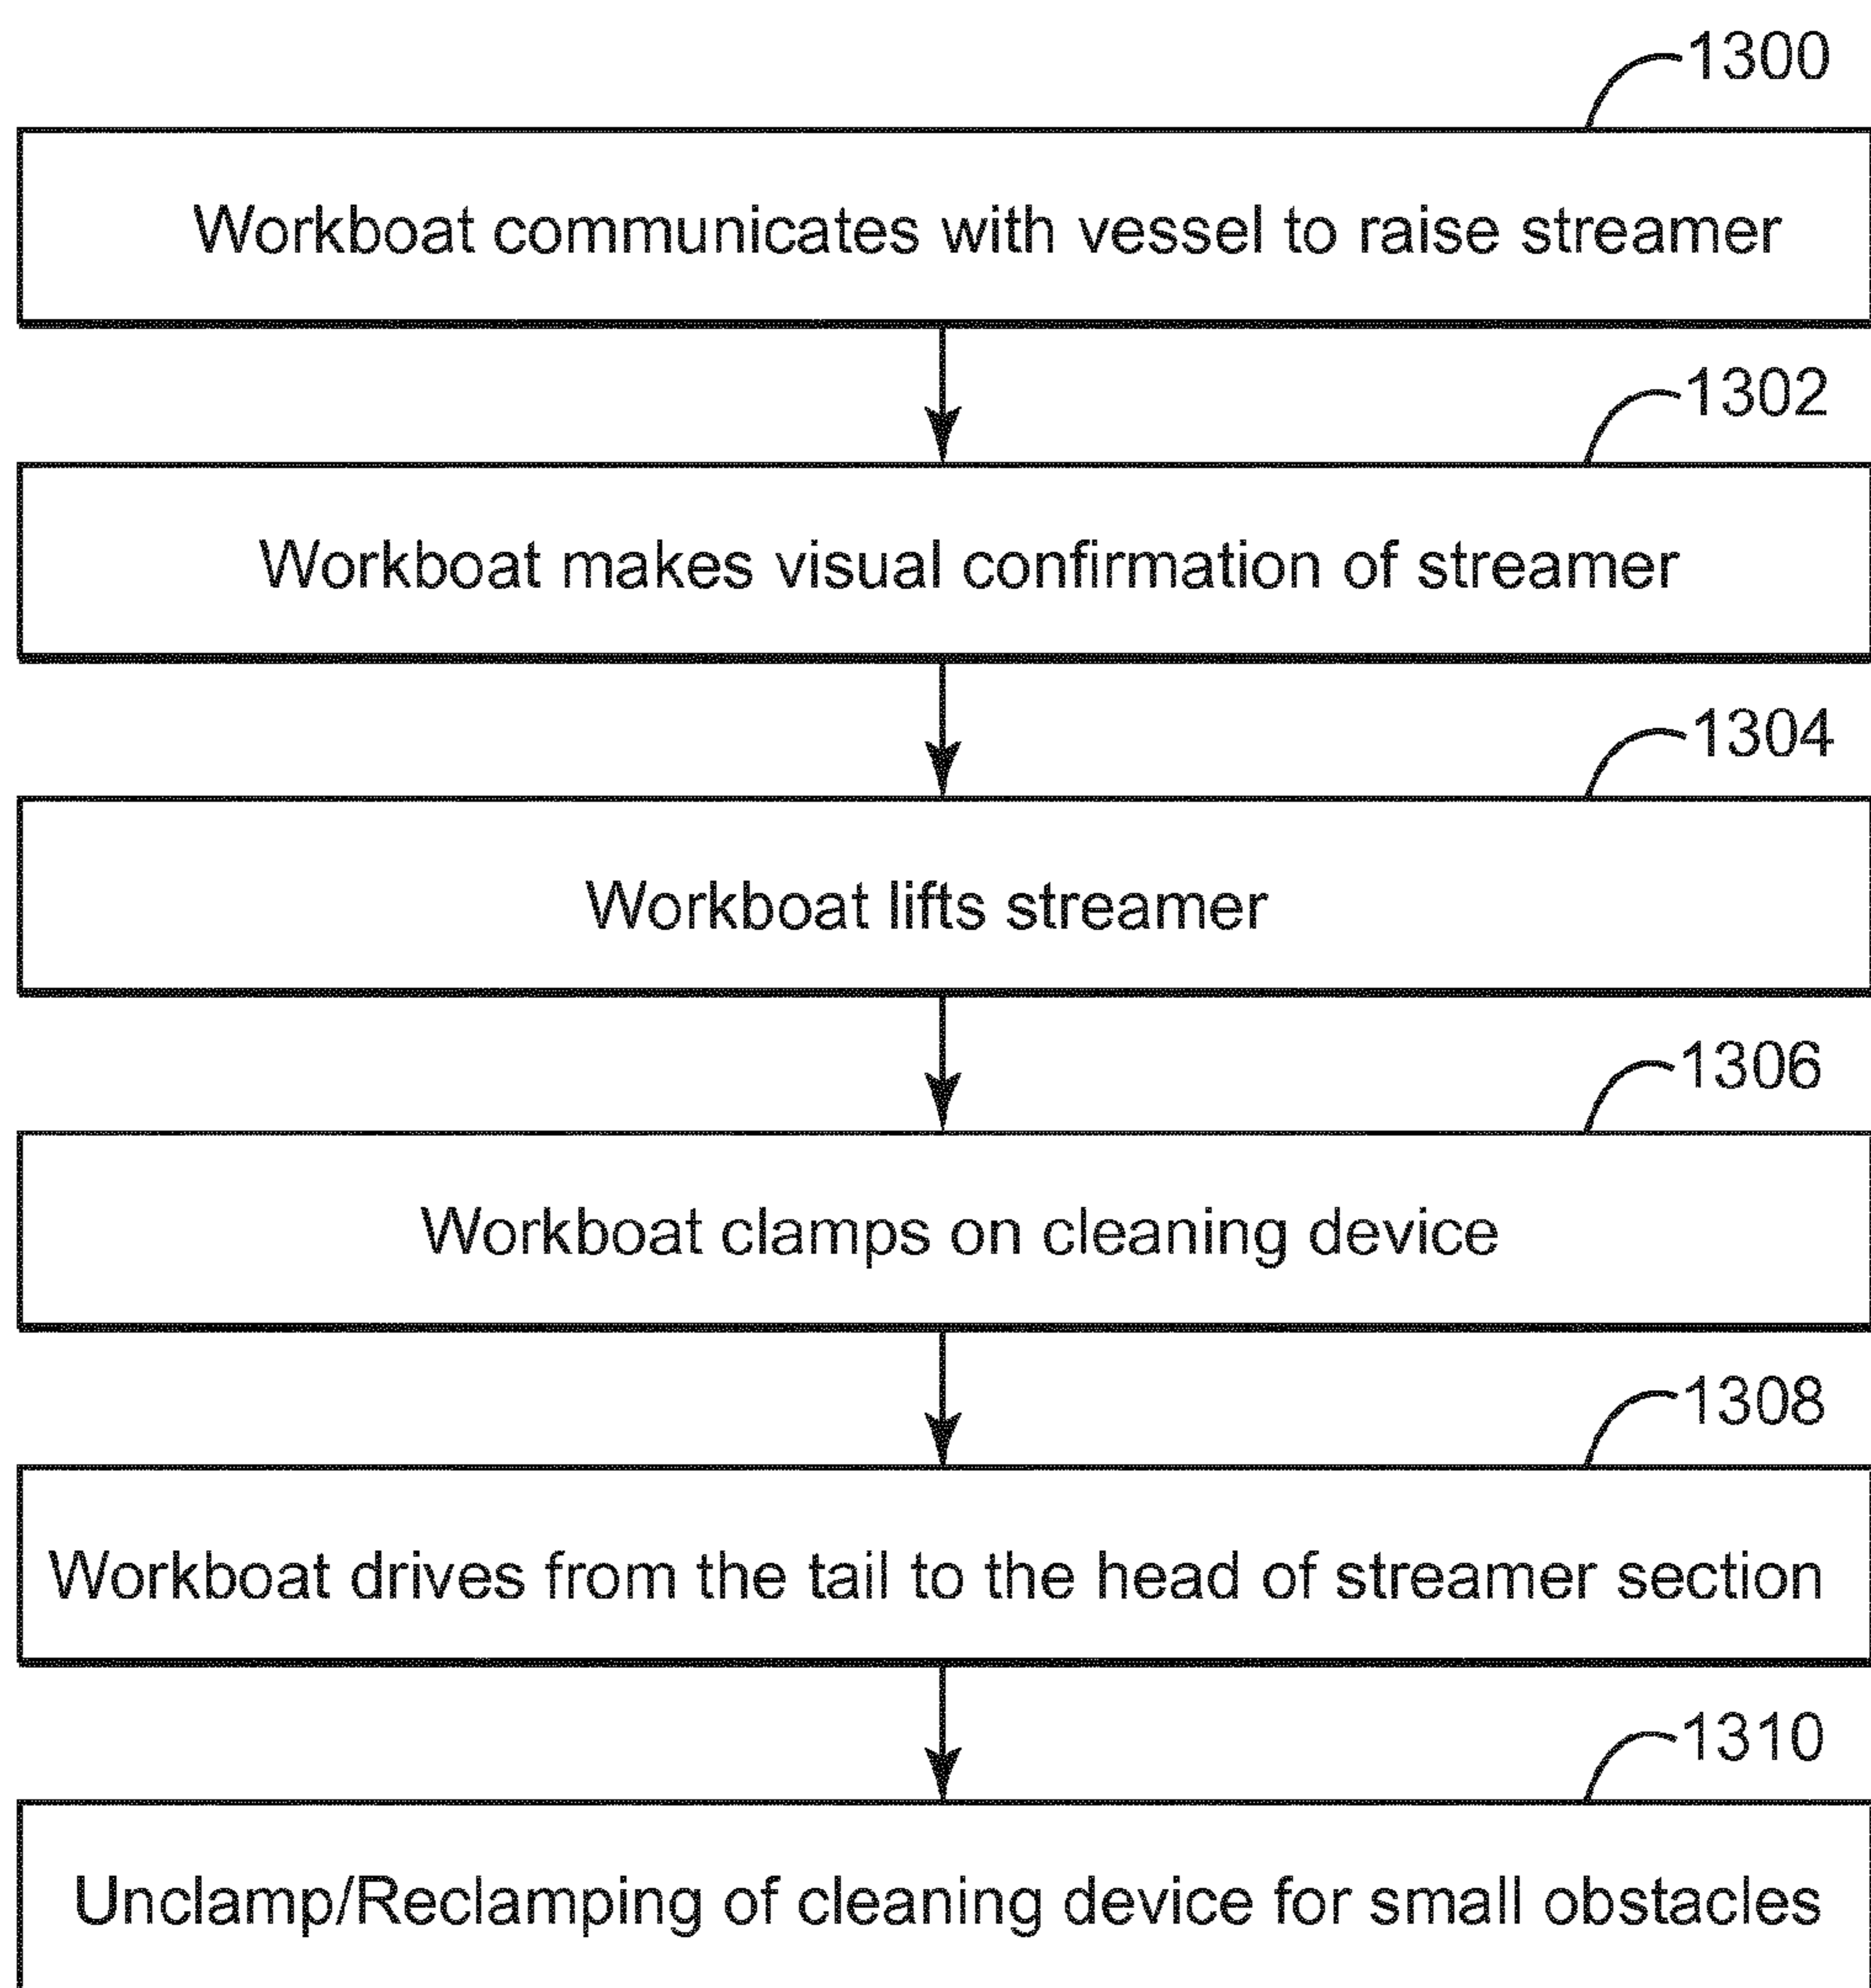 1300
Workboat communicates with vessel to raise streamer
1302
Workboat makes visual confirmation of streamer
1304
Workboat lifts streamer
1306
Workboat clamps on cleaning device
1308
Workboat drives from the tail to the head of streamer section
1310
Unclamp/Reclamping of cleaning device for small obstacles